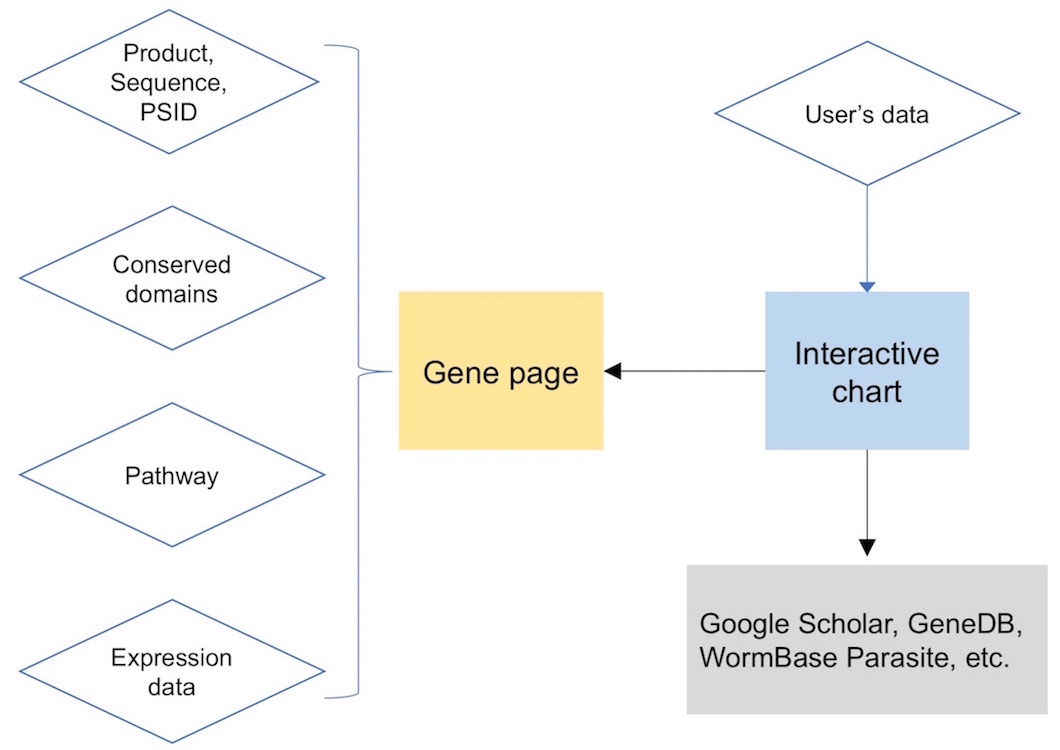 Product,
Sequence,
PSID
Conserved
domains
Pathway
Expression
data
Gene page
User’s data
Interactive
chart
Google Scholar, GeneDB,
WormBase Parasite, etc.